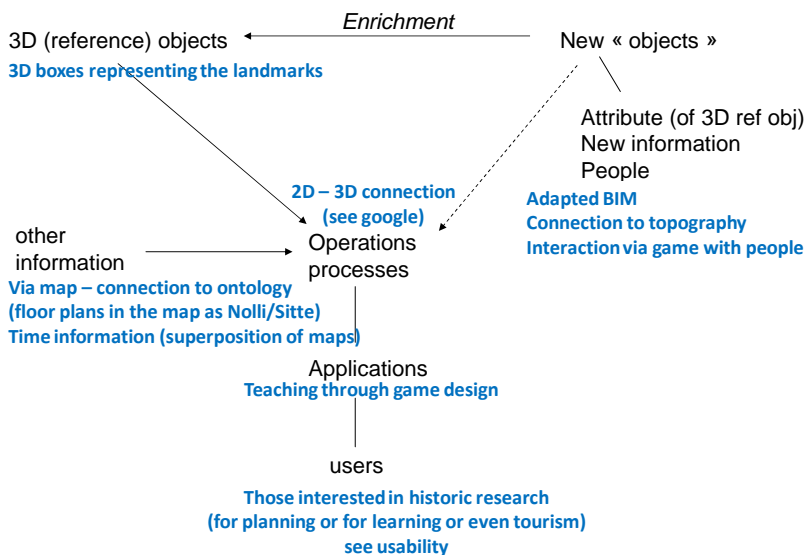 Enrichment
3D (reference) objects
New « objects »
3D boxes representing the landmarks
Attribute (of 3D ref obj)
New information
People
Adapted BIM
Connection to topography
Interaction via game with people
2D – 3D connection
(see google)
Operations
processes
other
information
Via map – connection to ontology
(floor plans in the map as Nolli/Sitte)
Time information (superposition of maps)
Applications
Teaching through game design
users
Those interested in historic research
(for planning or for learning or even tourism)
see usability